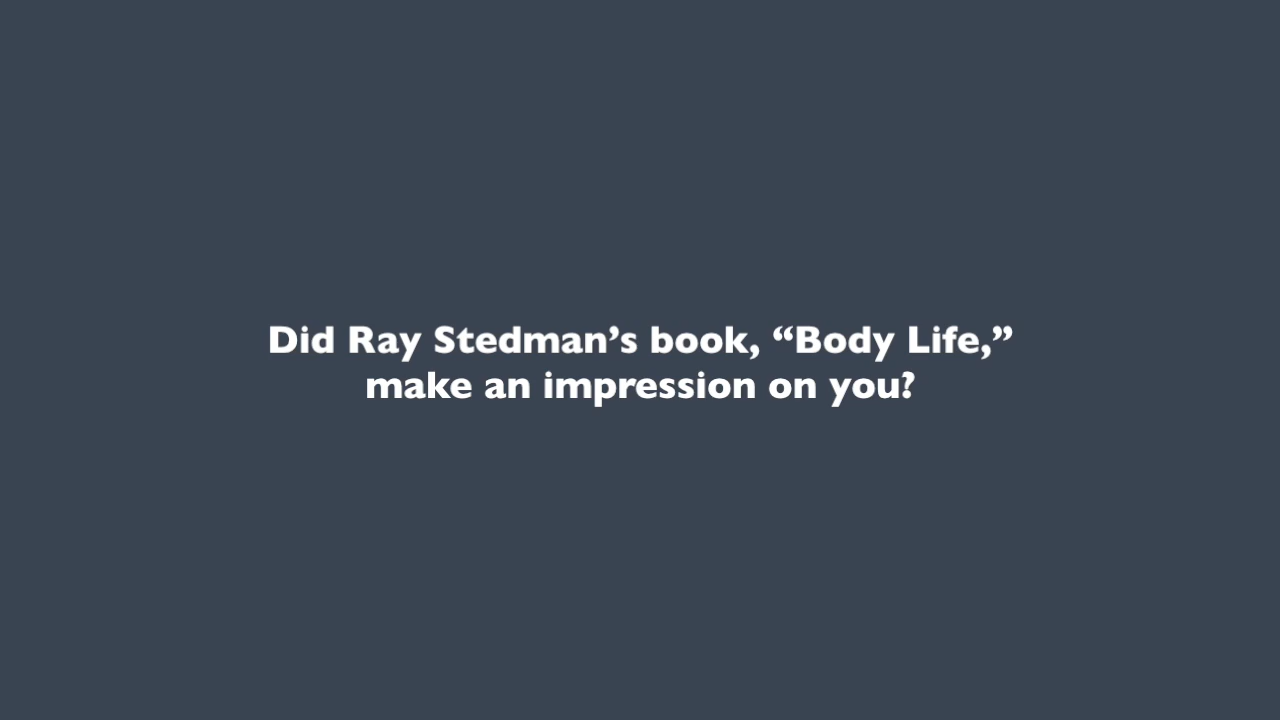 Did Ray Stedman’s book, “Body Life,”
make an impression on you?